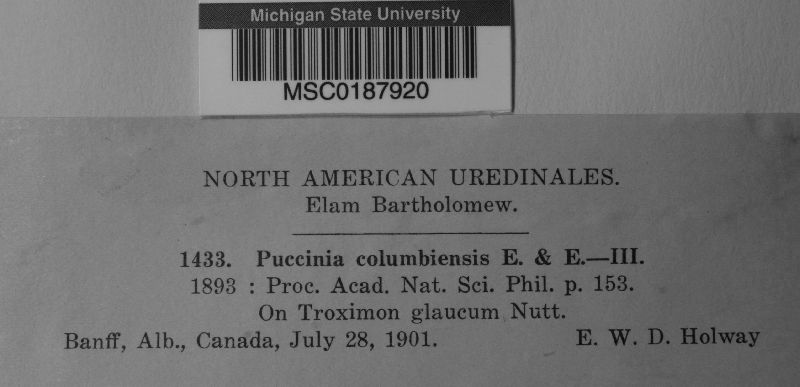 Michigan State University
MSC0187920
NORTH AMERICAN UREDINALES.
Elam Bartholomew.
1433. Puccinia columbiensis E. & E.—III.
1893 : Proc. Acad. Nat. Sci. Phil. p. 153.
On Troximon glaucum Nutt.
Banff, Alb., Canada, July 28, 1901. E. W. D. Holway